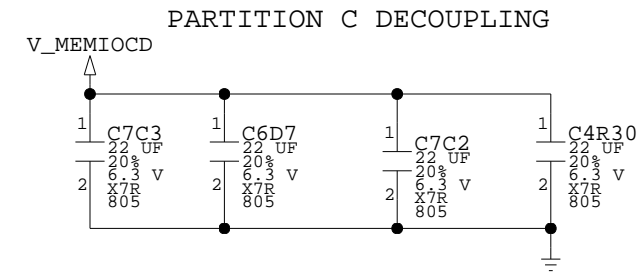 PARTITION C DECOUPLING
V_MEMIOCD
1
C7C3
22 UF
20%
6.3 V
X7R
805
2
1
C6D7
22 UF
20%
6.3 V
X7R
805
2
1
C7C2
22 UF
20%
6.3 V
X7R
805
2
1
C4R30
22 UF
20%
6.3 V
X7R
805
2